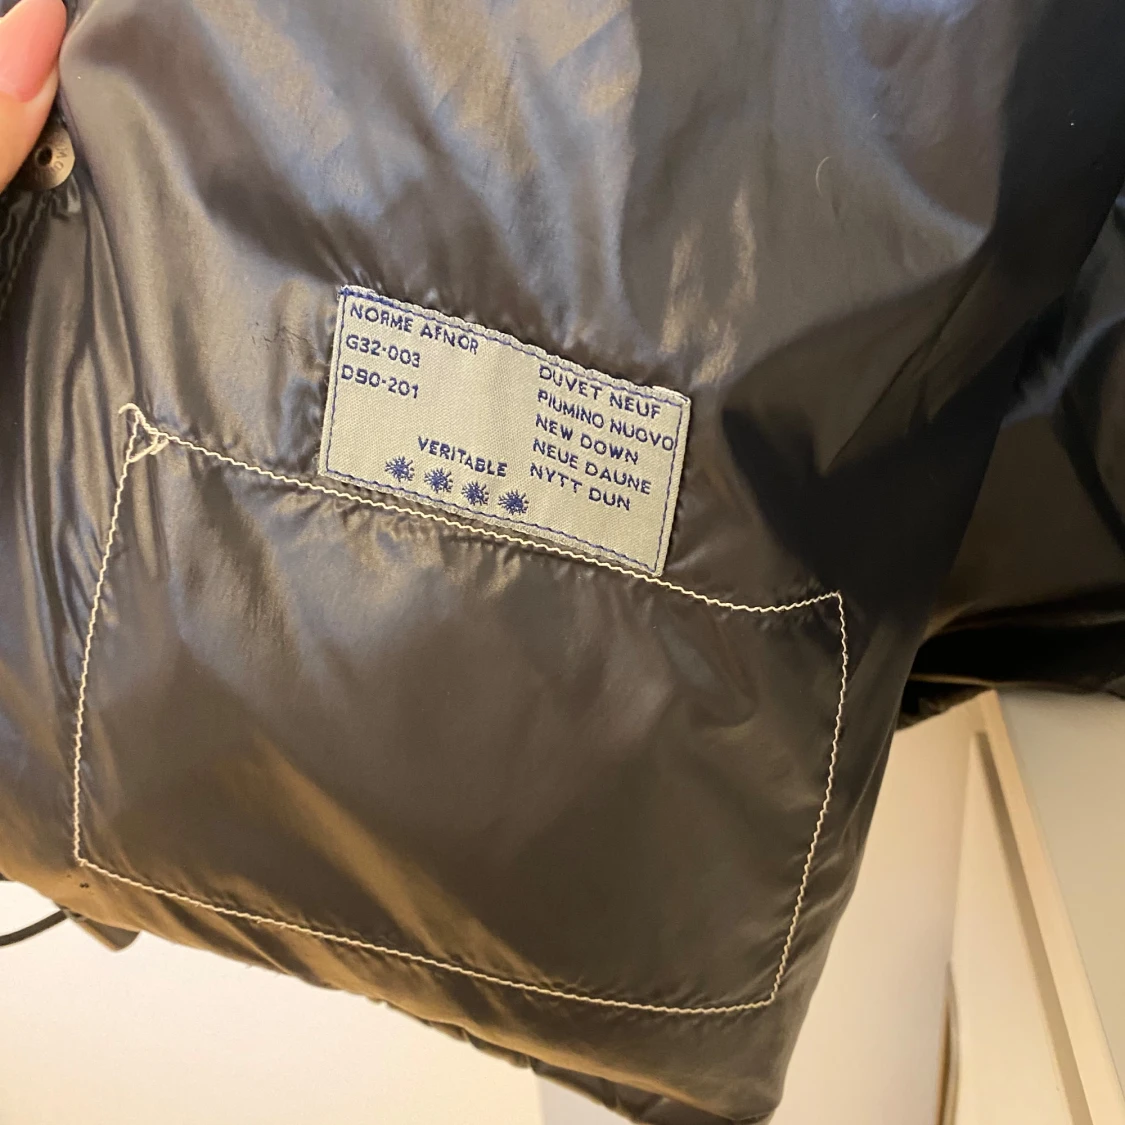 NORME AFNOR
G32-003
D90-201
VERITABLE
DUVET NEUF
PIUMINO NUOVO
NEW DOWN
NEUE DAUNE
NYTT DUN